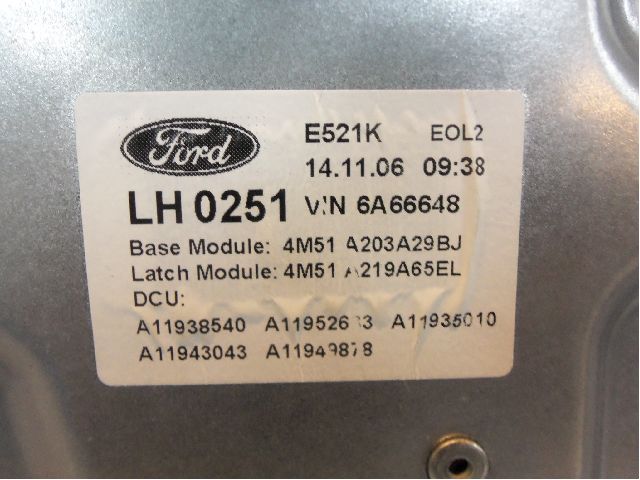 Ford E521K EOL2
14.11.06 09:38
LH 0251 VIN 6A66648
Base Module: 4M51 A203A29BJ
Latch Module: 4M51 A219A65EL
DCU:
A11938540 A11935010
A11943043 A11949878